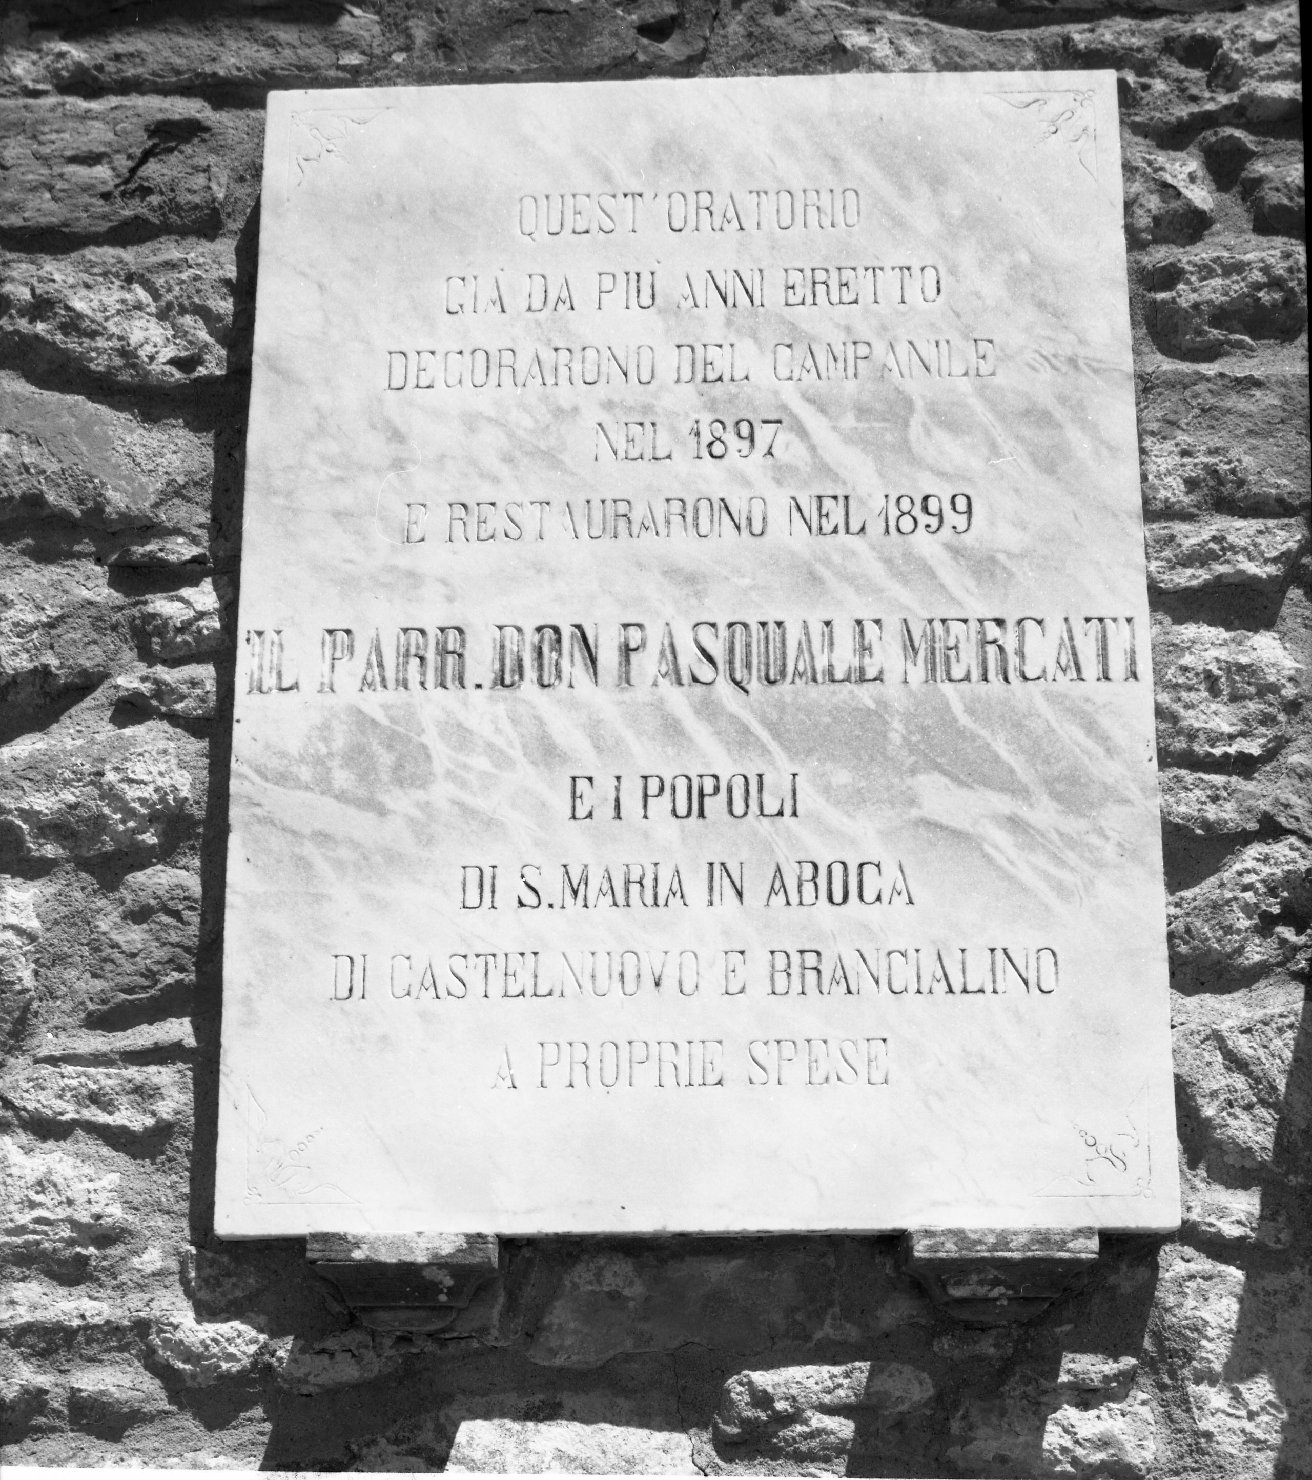 QUEST'ORATORIO
GIÀ DA PIÙ ANNI ERETTO
DECORARONO DEL CAMPANILE
NEL 1897
E RESTAURARONO NEL 1899
IL PARR. DON PASQUALE MERCATI
E I POPOLI
DI S. MARIA IN ABOCA
DI CASTELNUOVO E BRANCIALINO
A PROPRIE SPESE